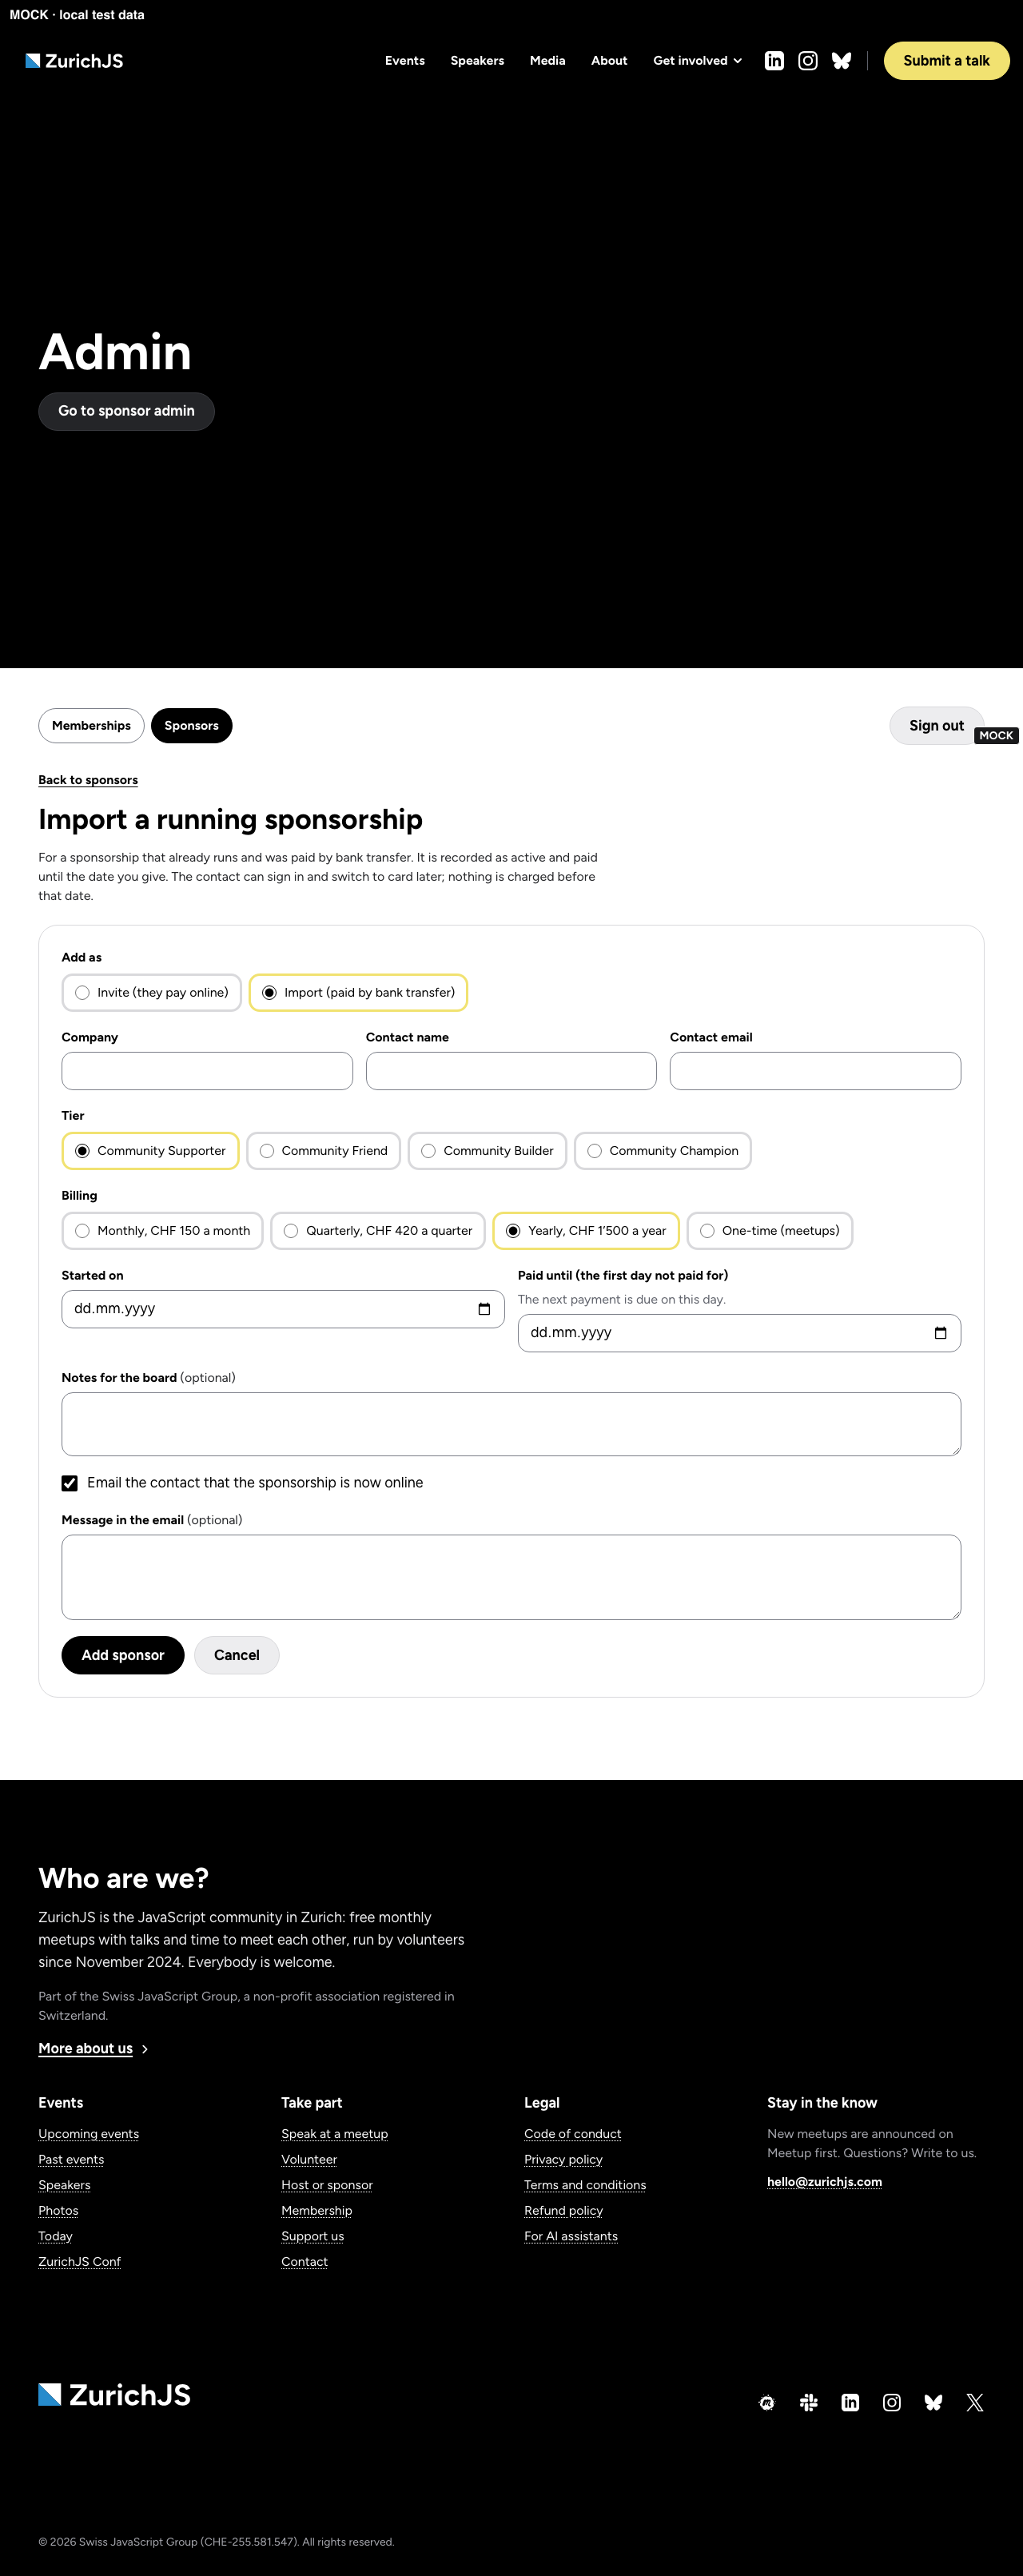 MOCK · local test data
ZurichJS
Events
Speakers
Media
About
Get involved
Submit a talk
Admin
Go to sponsor admin
Memberships
Sponsors
Sign out
MOCK
Back to sponsors
Import a running sponsorship
For a sponsorship that already runs and was paid by bank transfer. It is recorded as active and paid
until the date you give. The contact can sign in and switch to card later; nothing is charged before
that date.
Add as
Invite (they pay online)
Import (paid by bank transfer)
Company
Contact name
Contact email
Tier
Community Supporter
Community Friend
Community Builder
Community Champion
Billing
Monthly, CHF 150 a month
Quarterly, CHF 420 a quarter
Yearly, CHF 1’500 a year
One-time (meetups)
Started on
dd.mm.yyyy
Paid until (the first day not paid for)
The next payment is due on this day.
dd.mm.yyyy
Notes for the board (optional)
Email the contact that the sponsorship is now online
Message in the email (optional)
Add sponsor
Cancel
Who are we?
ZurichJS is the JavaScript community in Zurich: free monthly
meetups with talks and time to meet each other, run by volunteers
since November 2024. Everybody is welcome.
Part of the Swiss JavaScript Group, a non-profit association registered in
Switzerland.
More about us
Events
Upcoming events
Past events
Speakers
Photos
Today
ZurichJS Conf
Take part
Speak at a meetup
Volunteer
Host or sponsor
Membership
Support us
Contact
Legal
Code of conduct
Privacy policy
Terms and conditions
Refund policy
For AI assistants
Stay in the know
New meetups are announced on
Meetup first. Questions? Write to us.
hello@zurichjs.com
ZurichJS
© 2026 Swiss JavaScript Group (CHE-255.581.547). All rights reserved.